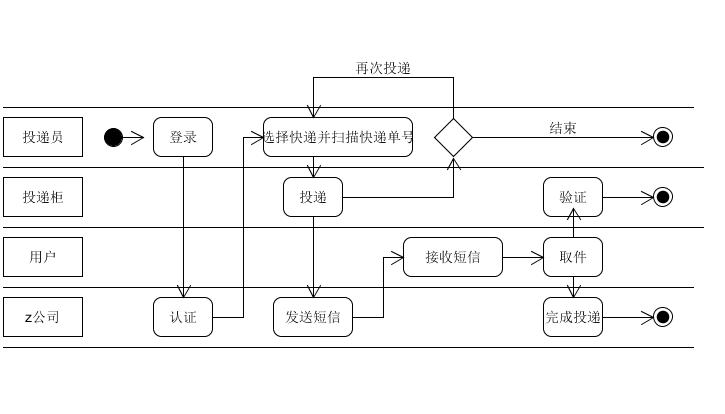 再次投递
投递员
登录
选择快递并扫描快递单号
结束
投递柜
投递
验证
用户
接收短信
取件
z公司
认证
发送短信
完成投递